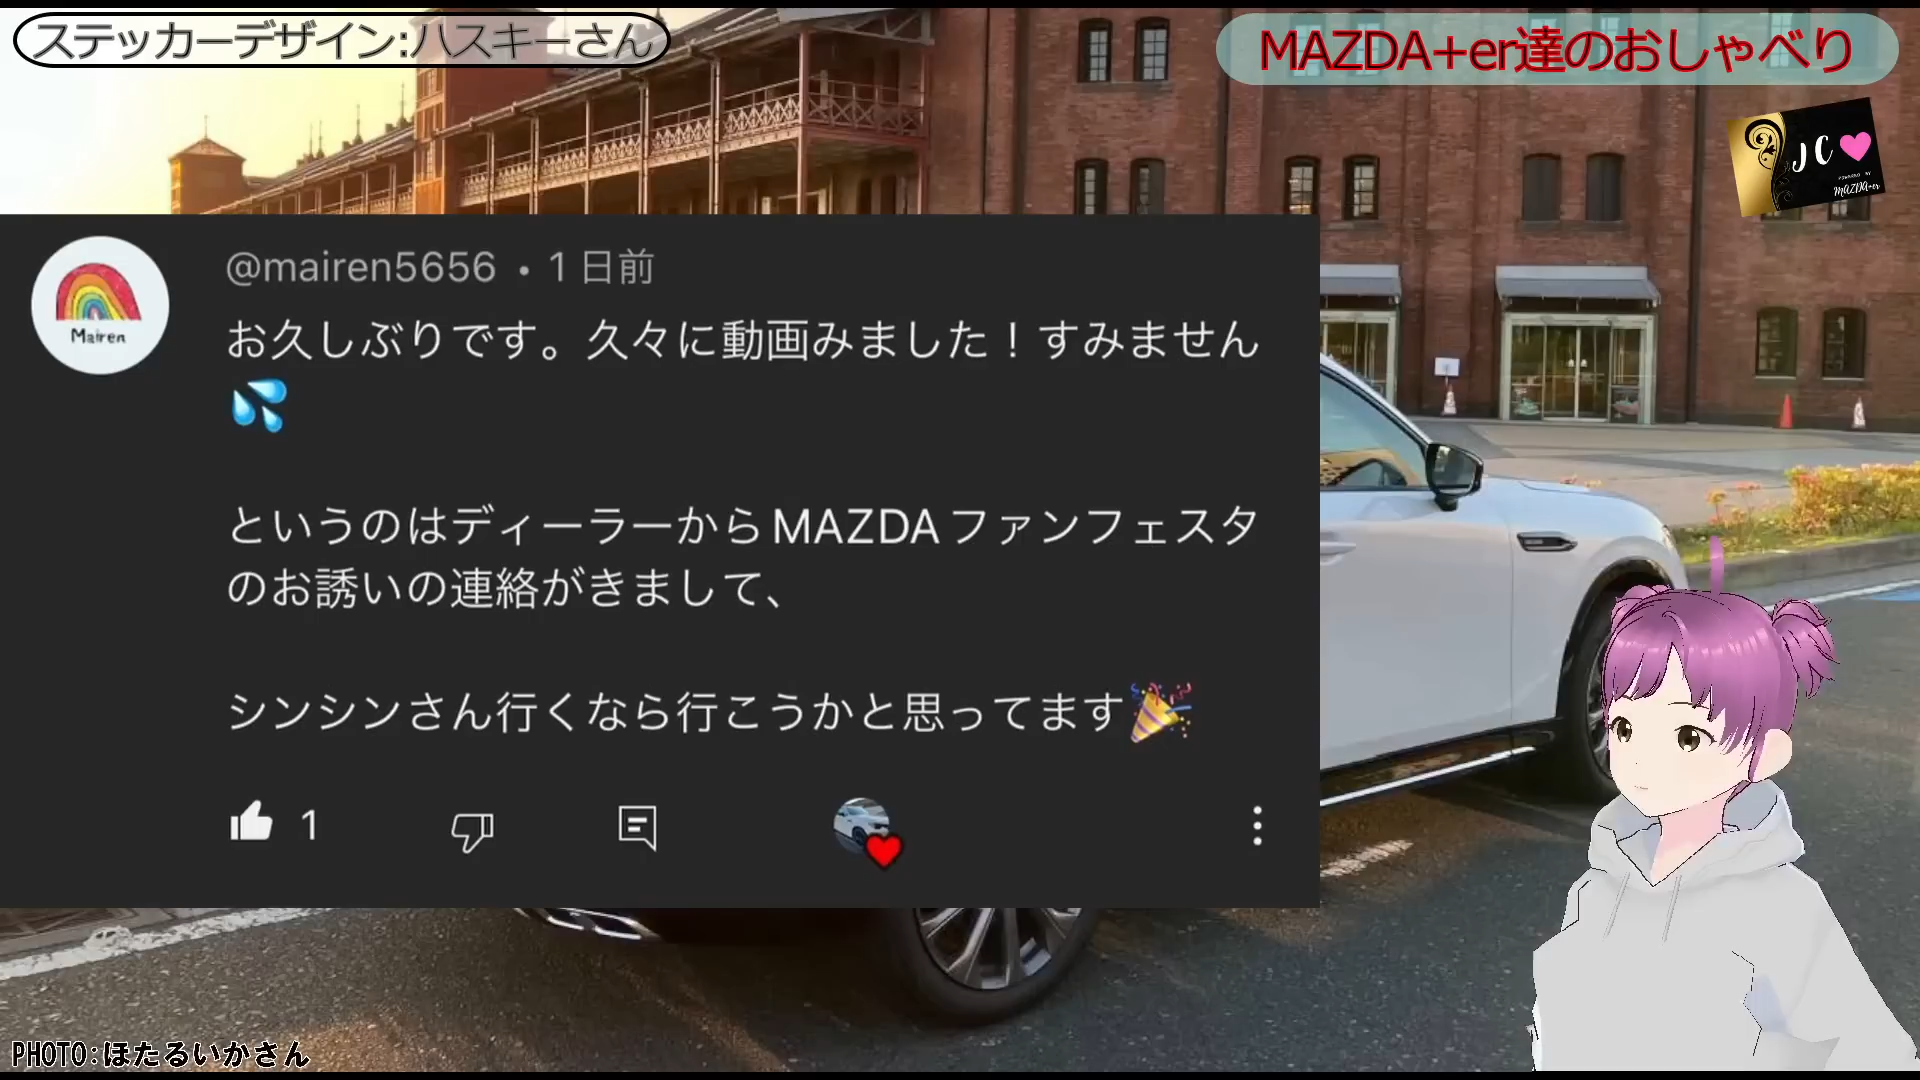 ステッカーデザイン:ハスキーさん
MAZDA+er達のおしゃべり
JC
POWERED BY
MAZDA+er
Mairen
@mairen5656・1日前
お久しぶりです。久々に動画みました！すみません
💦
というのはディーラーからMAZDAファンフェスタ
のお誘いの連絡がきまして、
シンシンさん行くなら行こうかと思ってます🎉
1
PHOTO:ほたるいかさん